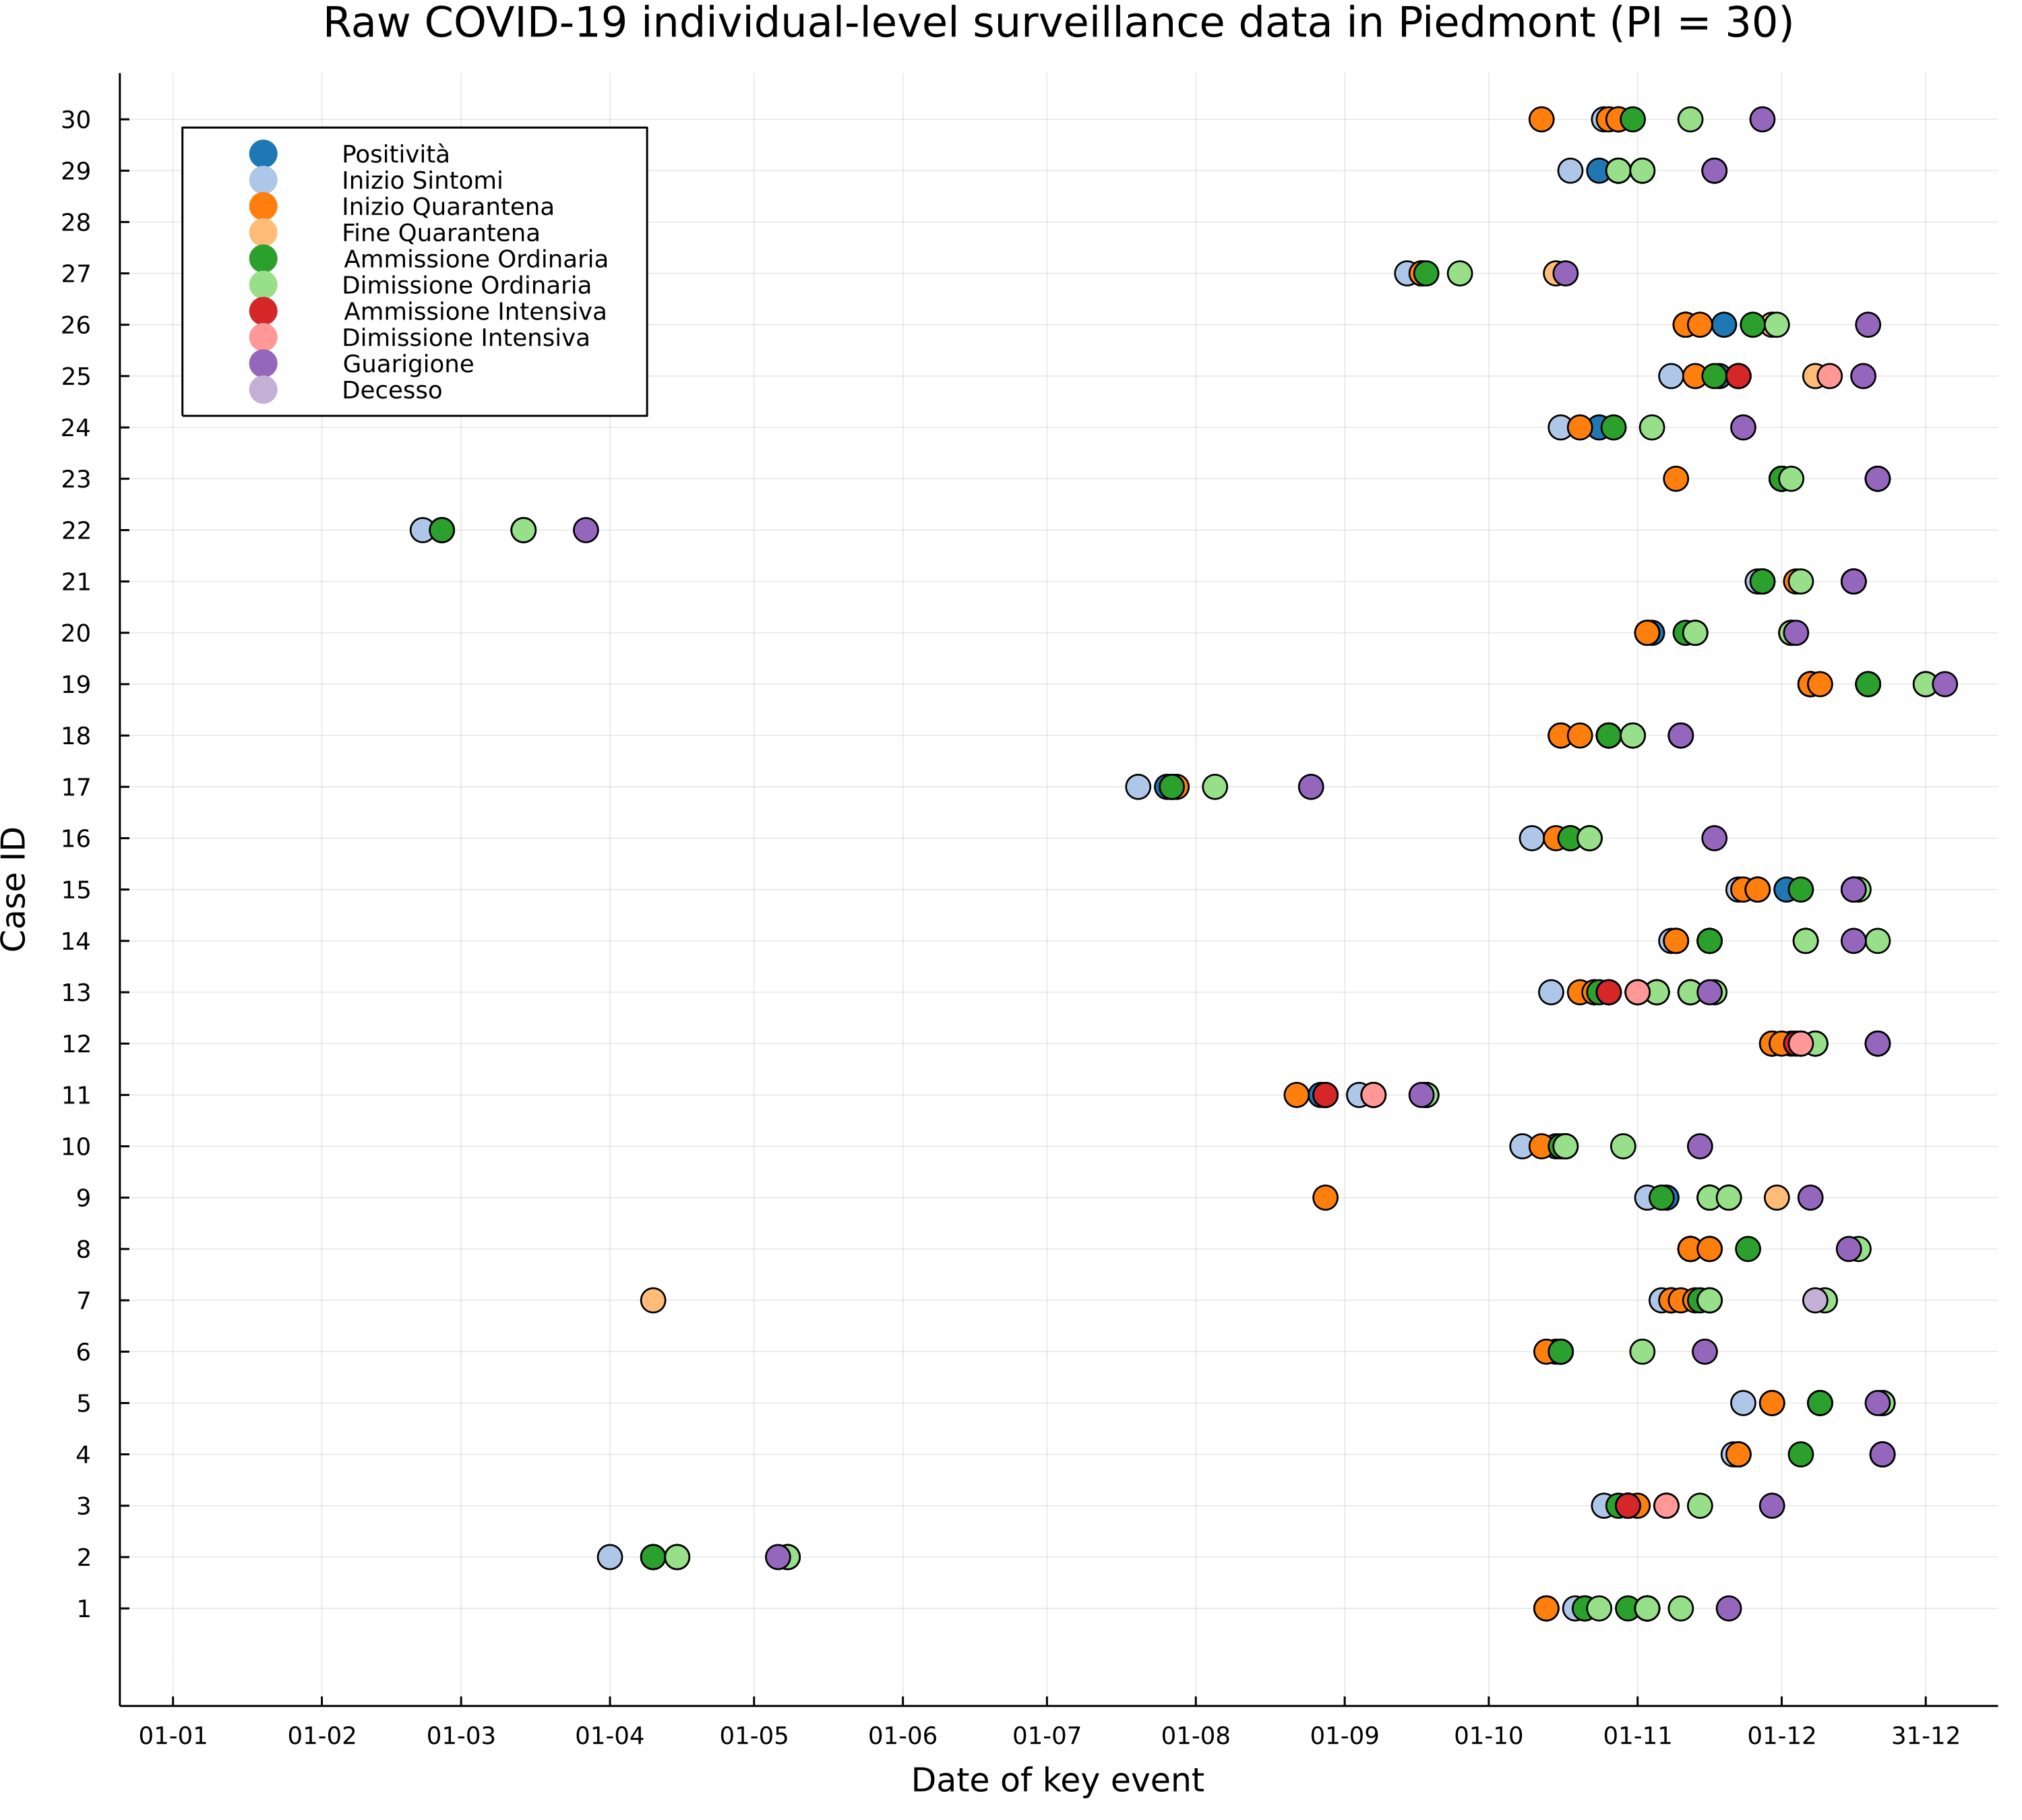 Raw COVID-19 individual-level surveillance data in Piedmont (PI = 30)
30
29
28
27
26
25
24
23
22
21
20
19
18
17
16
15
14
13
12
11
10
9
8
7
6
5
4
3
2
1
Positività
Inizio Sintomi
Inizio Quarantena
Fine Quarantena
Ammissione Ordinaria
Dimissione Ordinaria
Ammissione Intensiva
Dimissione Intensiva
Guarigione
Decesso
Case ID
01-01 01-02 01-03 01-04 01-05 01-06 01-07 01-08 01-09 01-10 01-11 01-12 31-12
Date of key event